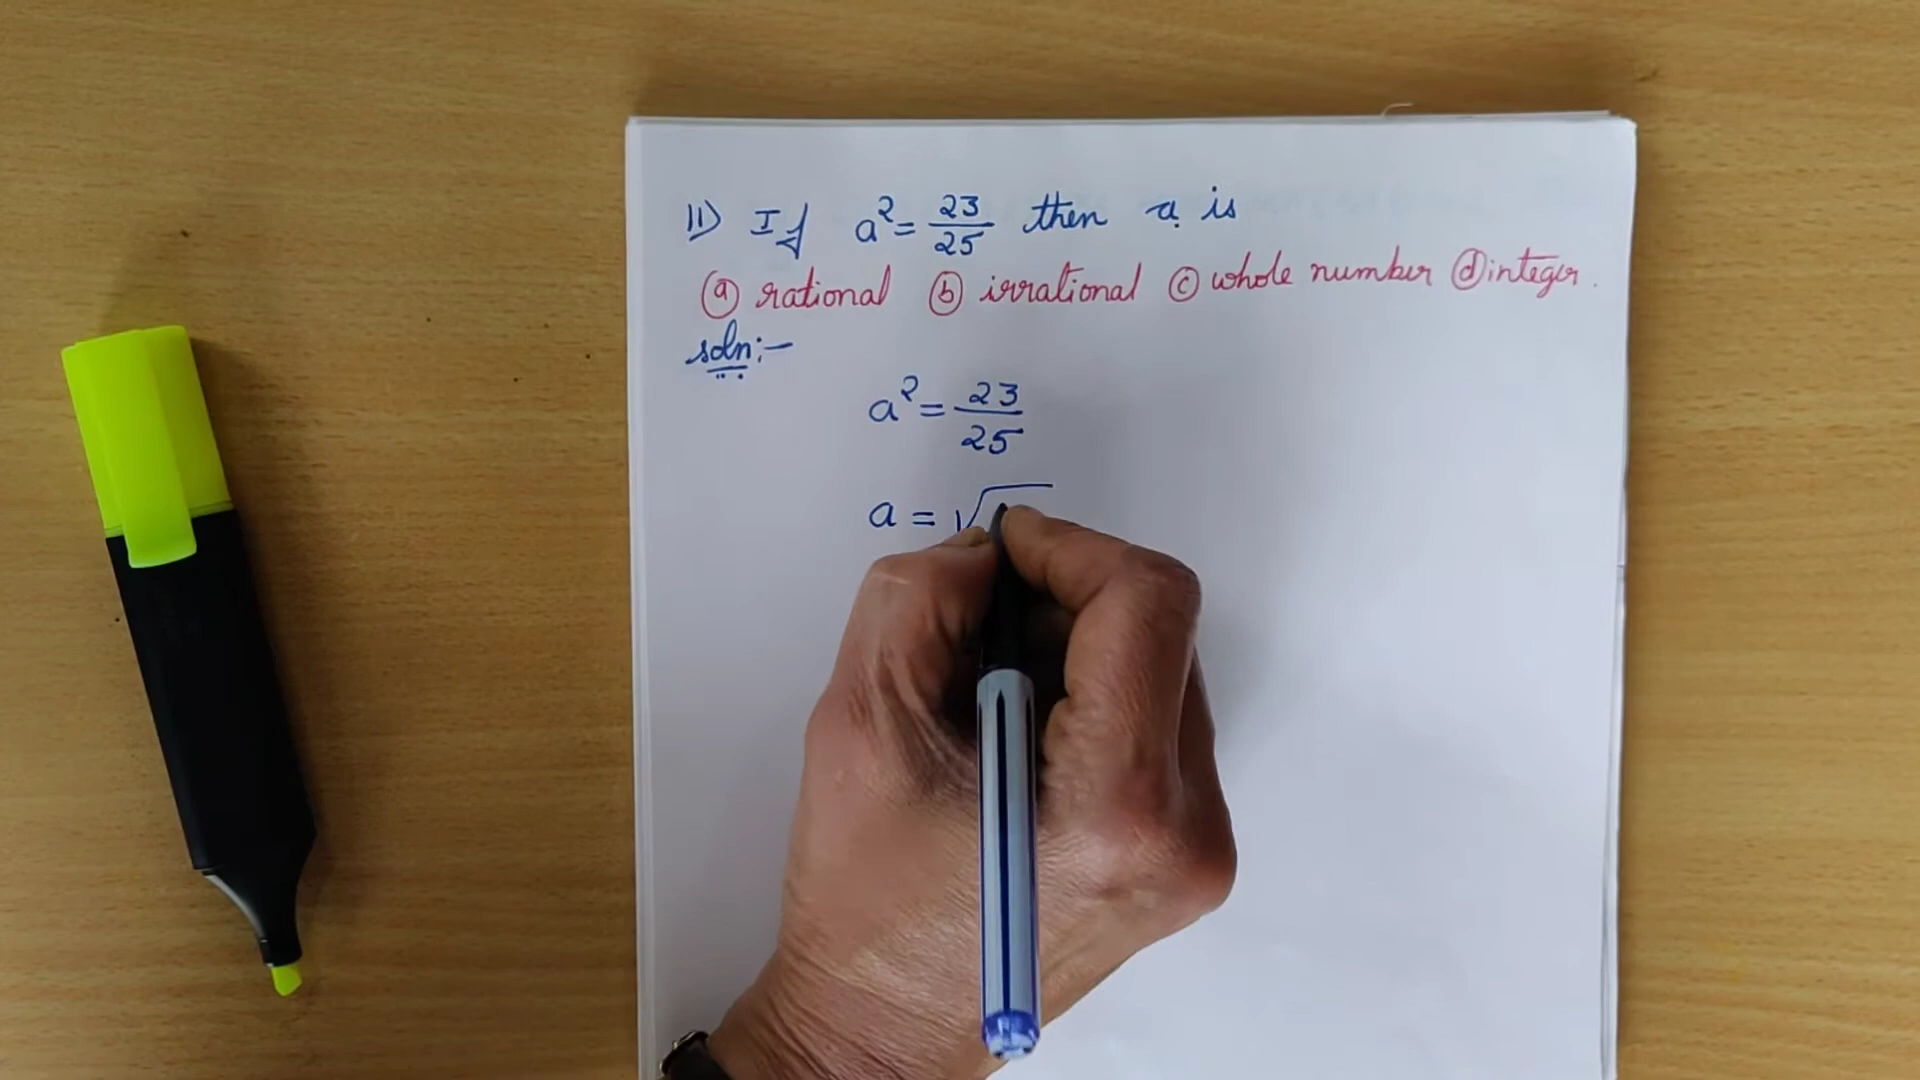 11) If a² = 23/25 then a is
(a) rational (b) irrational (c) whole number (d) integer.
soln:-
a² = 23/25
a = √